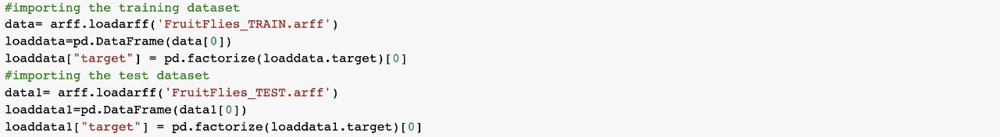 #importing the training dataset
data= arff.loadarff('FruitFlies_TRAIN.arff')
loaddata=pd.DataFrame(data[0])
loaddata["target"] = pd.factorize(loaddata.target)[0]
#importing the test dataset
data1= arff.loadarff('FruitFlies_TEST.arff')
loaddata1=pd.DataFrame(data1[0])
loaddata1["target"] = pd.factorize(loaddata1.target)[0]